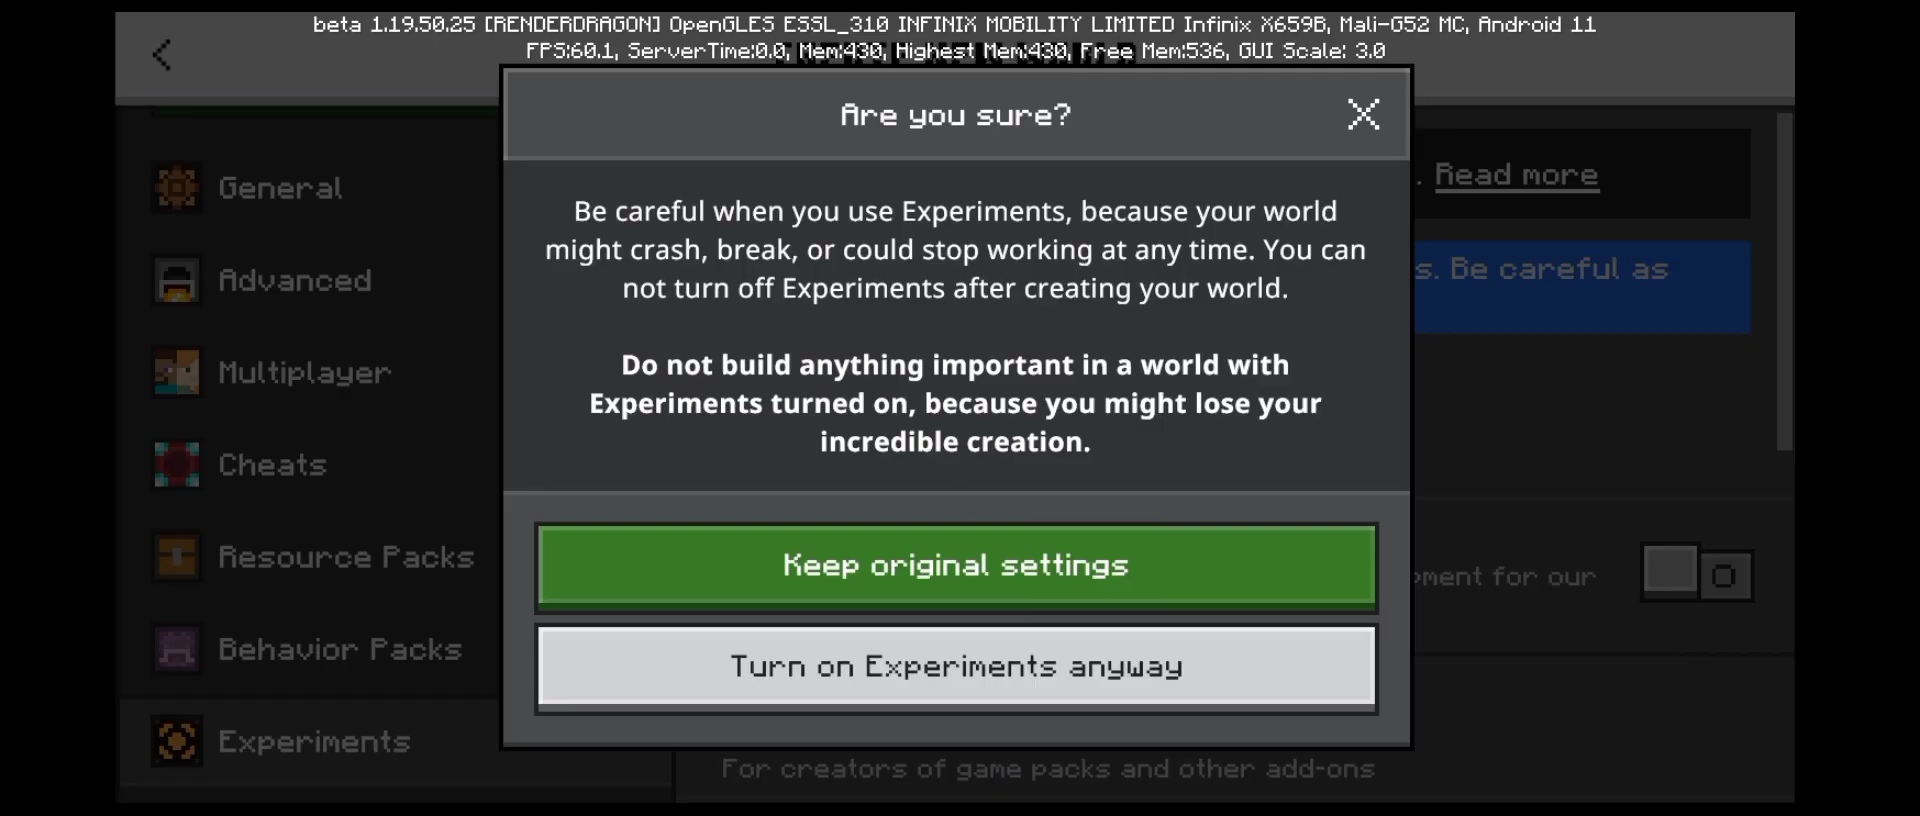 beta 1.19.50.25 [RENDERDRAGON] OpenGLES ESSL_310 INFINIX MOBILITY LIMITED Infinix X659B, Mali-G52 MC, Android 11
FPS:60.1, ServerTime:0.0, Mem:430, Highest Mem:430, Free Mem:536, GUI Scale: 3.0
Are you sure?
Be careful when you use Experiments, because your world
might crash, break, or could stop working at any time. You can
not turn off Experiments after creating your world.
Do not build anything important in a world with
Experiments turned on, because you might lose your
incredible creation.
Keep original settings
Turn on Experiments anyway
General
Advanced
Multiplayer
Cheats
Resource Packs
Behavior Packs
Experiments
. Read more
s. Be careful as
pment for our
For creators of game packs and other add-ons